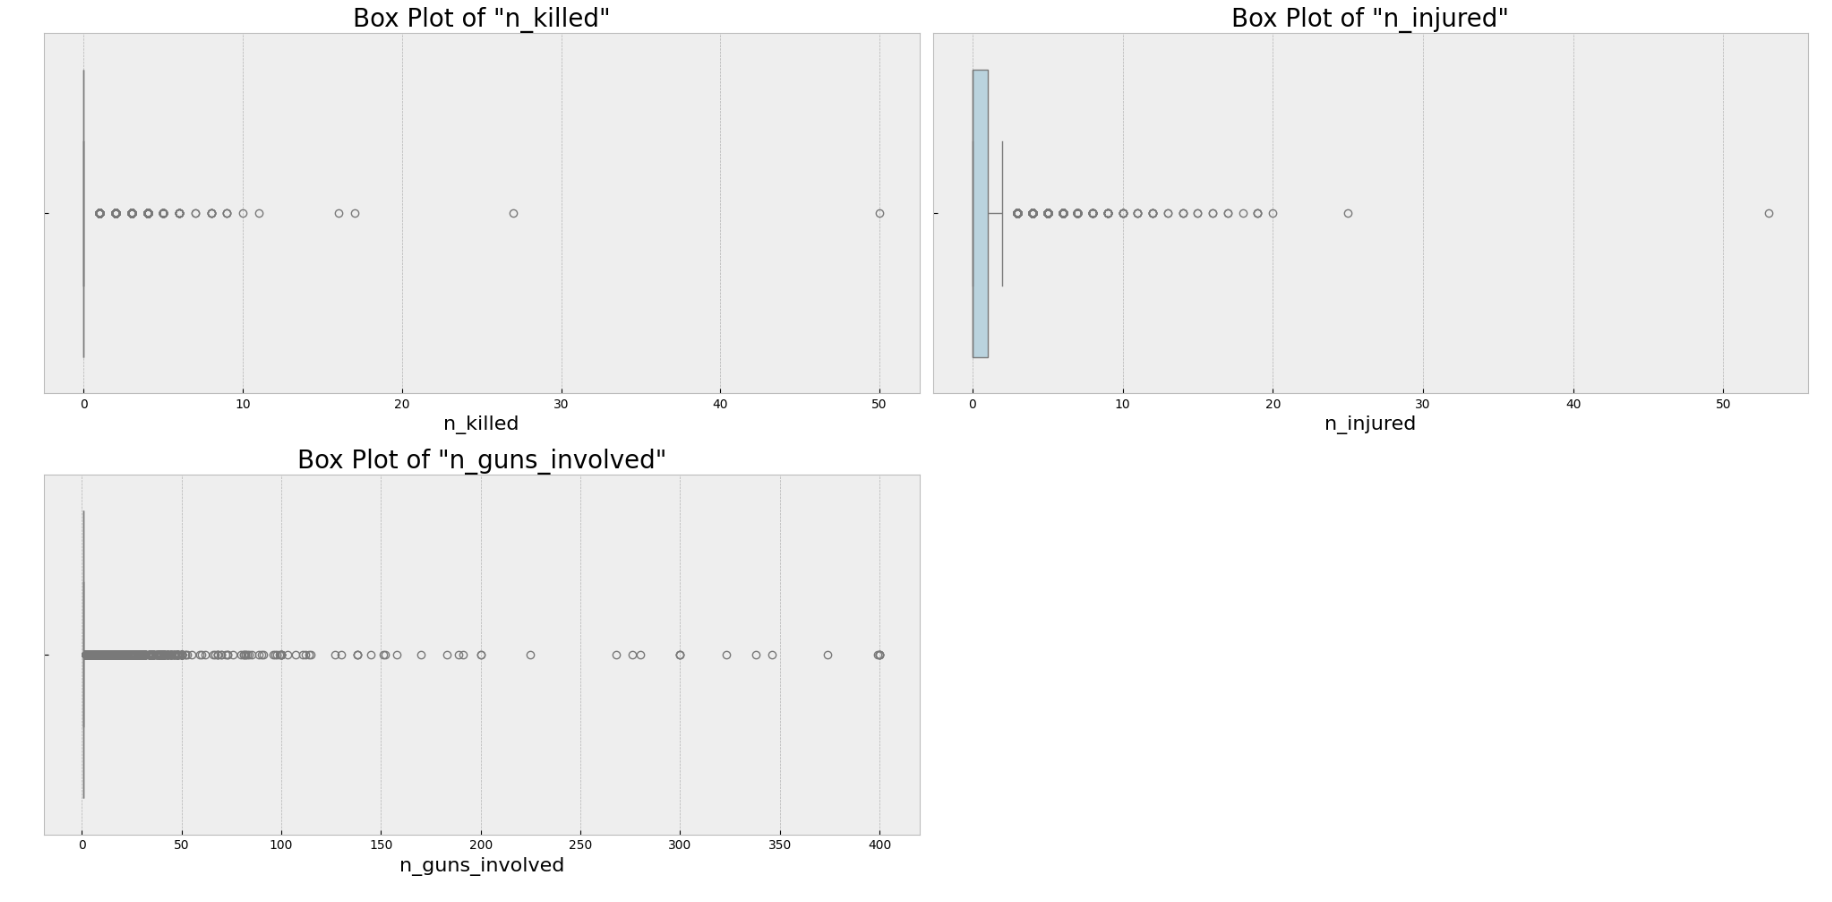 Box Plot of "n_killed"
0 10 20 30 40 50
n_killed
Box Plot of "n_injured"
0 10 20 30 40 50
n_injured
Box Plot of "n_guns_involved"
0 50 100 150 200 250 300 350 400
n_guns_involved